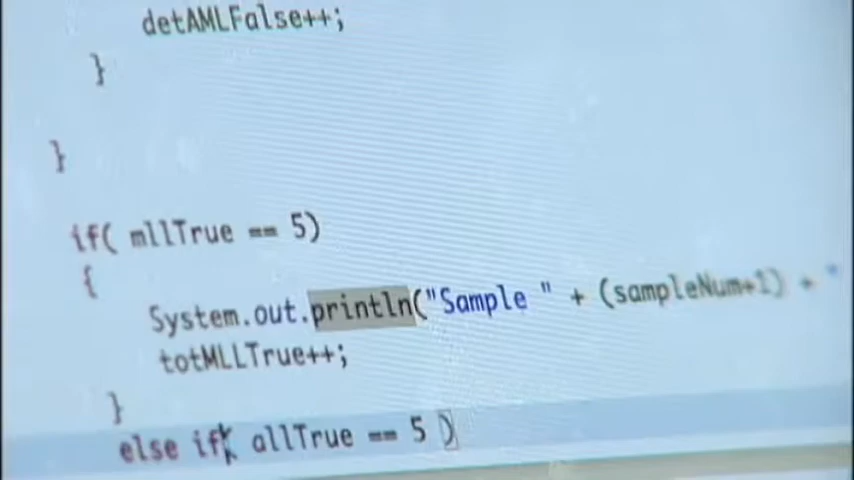 detAMLFalse++;
}
}
if( mllTrue == 5)
{
System.out.println("Sample " + (sampleNum+1) + "
totMLLTrue++;
}
else if( allTrue == 5 )